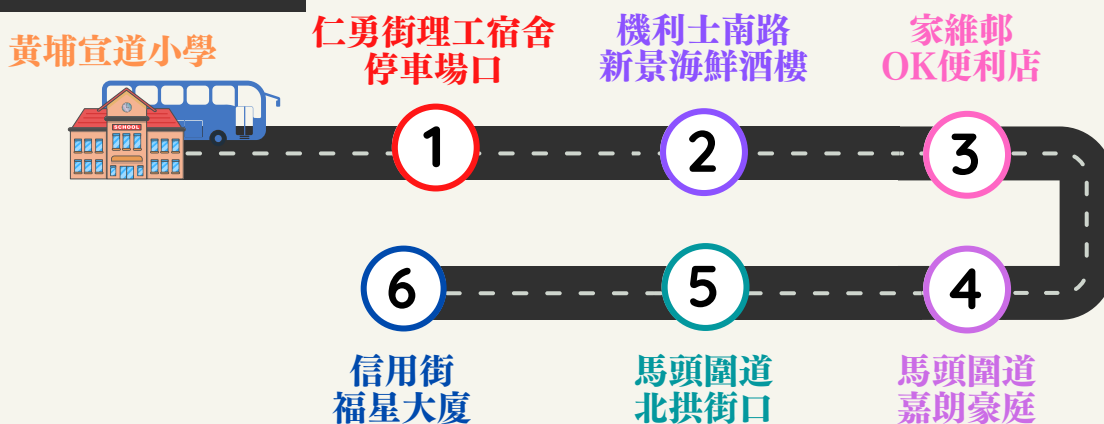 黃埔宣道小學
SCHOOL
仁勇街理工宿舍
停車場口
1
機利士南路
新景海鮮酒樓
2
家維邨
OK便利店
3
4
馬頭圍道
嘉朗豪庭
5
馬頭圍道
北拱街口
6
信用街
福星大廈